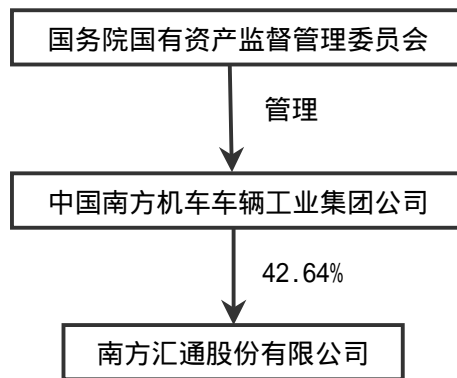 国务院国有资产监督管理委员会
管理
中国南方机车车辆工业集团公司
42.64%
南方汇通股份有限公司